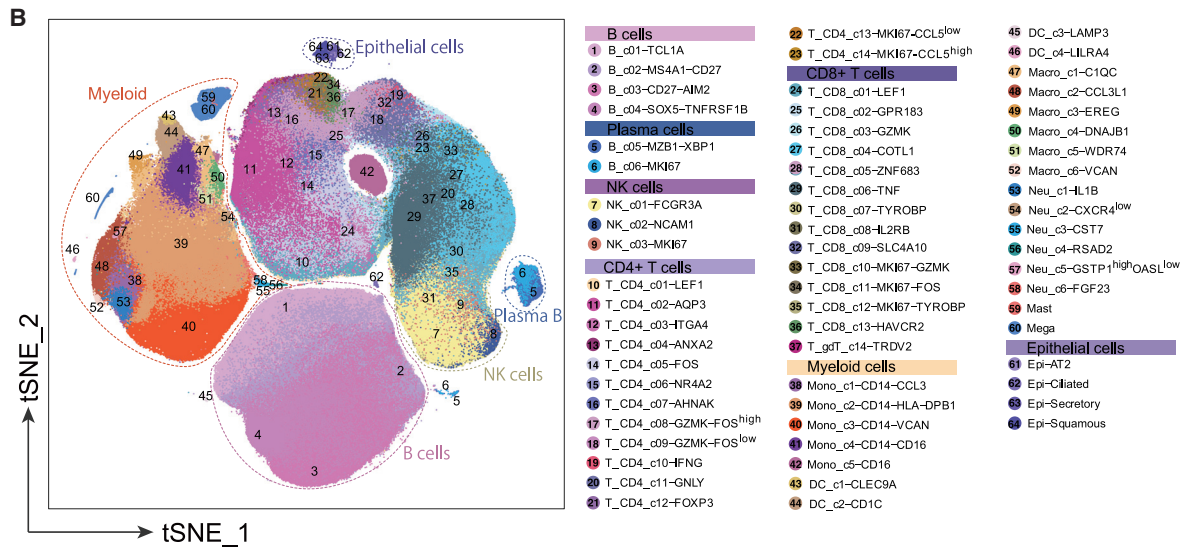 B
tSNE_2
tSNE_1
64 61
63 62
Epithelial cells
Myeloid
59
60
43
44
49
47
41
50
51
54
60
57
39
46
48
38
53
52
40
58 56
55
22
34
21 36
13
16
17
25
11
12
15
14
24
10
42
19
32
18
26
23
33
27
20
37
28
29
30
35
31
9
7
8
62
6
5
Plasma B
NK cells
1
2
6
5
45
4
3
B cells
B cells
1 B_c01−TCL1A
2 B_c02−MS4A1−CD27
3 B_c03−CD27−AIM2
4 B_c04−SOX5−TNFRSF1B
Plasma cells
5 B_c05−MZB1−XBP1
6 B_c06−MKI67
NK cells
7 NK_c01−FCGR3A
8 NK_c02−NCAM1
9 NK_c03−MKI67
CD4+ T cells
10 T_CD4_c01−LEF1
11 T_CD4_c02−AQP3
12 T_CD4_c03−ITGA4
13 T_CD4_c04−ANXA2
14 T_CD4_c05−FOS
15 T_CD4_c06−NR4A2
16 T_CD4_c07−AHNAK
17 T_CD4_c08−GZMK−FOShigh
18 T_CD4_c09−GZMK−FOSlow
19 T_CD4_c10−IFNG
20 T_CD4_c11−GNLY
21 T_CD4_c12−FOXP3
22 T_CD4_c13−MKI67−CCL5low
23 T_CD4_c14−MKI67−CCL5high
CD8+ T cells
24 T_CD8_c01−LEF1
25 T_CD8_c02−GPR183
26 T_CD8_c03−GZMK
27 T_CD8_c04−COTL1
28 T_CD8_c05−ZNF683
29 T_CD8_c06−TNF
30 T_CD8_c07−TYROBP
31 T_CD8_c08−IL2RB
32 T_CD8_c09−SLC4A10
33 T_CD8_c10−MKI67−GZMK
34 T_CD8_c11−MKI67−FOS
35 T_CD8_c12−MKI67−TYROBP
36 T_CD8_c13−HAVCR2
37 T_gdT_c14−TRDV2
Myeloid cells
38 Mono_c1−CD14−CCL3
39 Mono_c2−CD14−HLA−DPB1
40 Mono_c3−CD14−VCAN
41 Mono_c4−CD14−CD16
42 Mono_c5−CD16
43 DC_c1−CLEC9A
44 DC_c2−CD1C
45 DC_c3−LAMP3
46 DC_c4−LILRA4
47 Macro_c1−C1QC
48 Macro_c2−CCL3L1
49 Macro_c3−EREG
50 Macro_c4−DNAJB1
51 Macro_c5−WDR74
52 Macro_c6−VCAN
53 Neu_c1−IL1B
54 Neu_c2−CXCR4low
55 Neu_c3−CST7
56 Neu_c4−RSAD2
57 Neu_c5−GSTP1highOASLlow
58 Neu_c6−FGF23
59 Mast
60 Mega
Epithelial cells
61 Epi−AT2
62 Epi−Ciliated
63 Epi−Secretory
64 Epi−Squamous